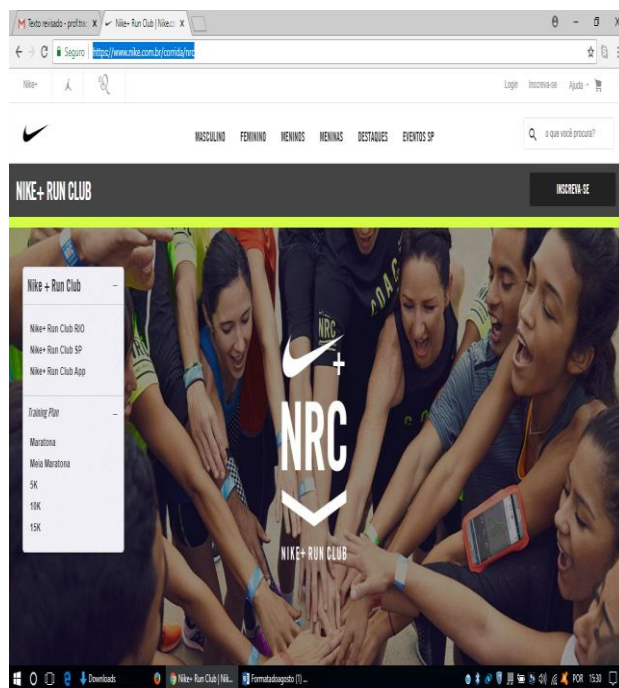 Texto revisado - prof.tra: X
Nike+ Run Club | Nike.co X
Seguro https://www.nike.com.br/corrida/nrc
Nike+
Login Inscreva-se Ajuda
MASCULINO FEMININO MENINOS MENINAS DESTAQUES EVENTOS SP
o que você procura?
NIKE+ RUN CLUB
INSCREVA-SE
Nike + Run Club –
Nike+ Run Club RIO
Nike+ Run Club SP
Nike+ Run Club App
Training Plan –
Maratona
Meia Maratona
5K
10K
15K
COACH
NRC
+
NRC
NIKE+ RUN CLUB
Downloads
Nike+ Run Club | Nik...
Formatadoagosto (1) - ...
POR 15:30